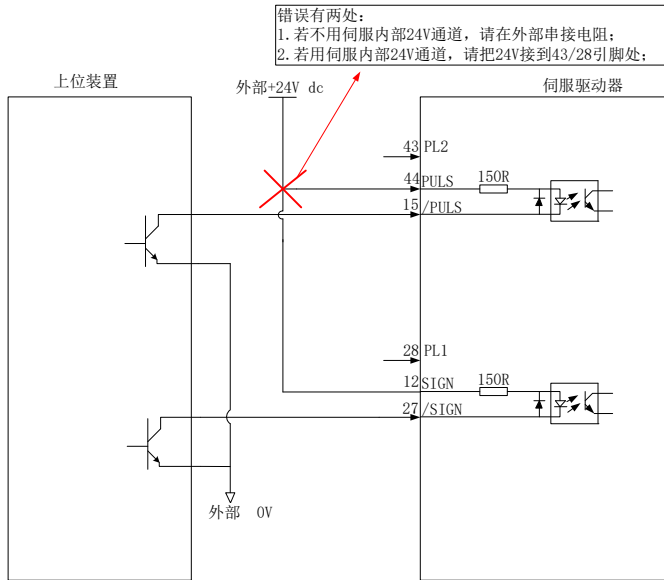 错误有两处:
1.若不用伺服内部24V通道，请在外部串接电阻;
2.若用伺服内部24V通道，请把24V接到43/28引脚处;
上位装置
外部+24V dc
伺服驱动器
43 PL2
44 PULS
150R
15 /PULS
28 PL1
12 SIGN
150R
27 /SIGN
外部 0V